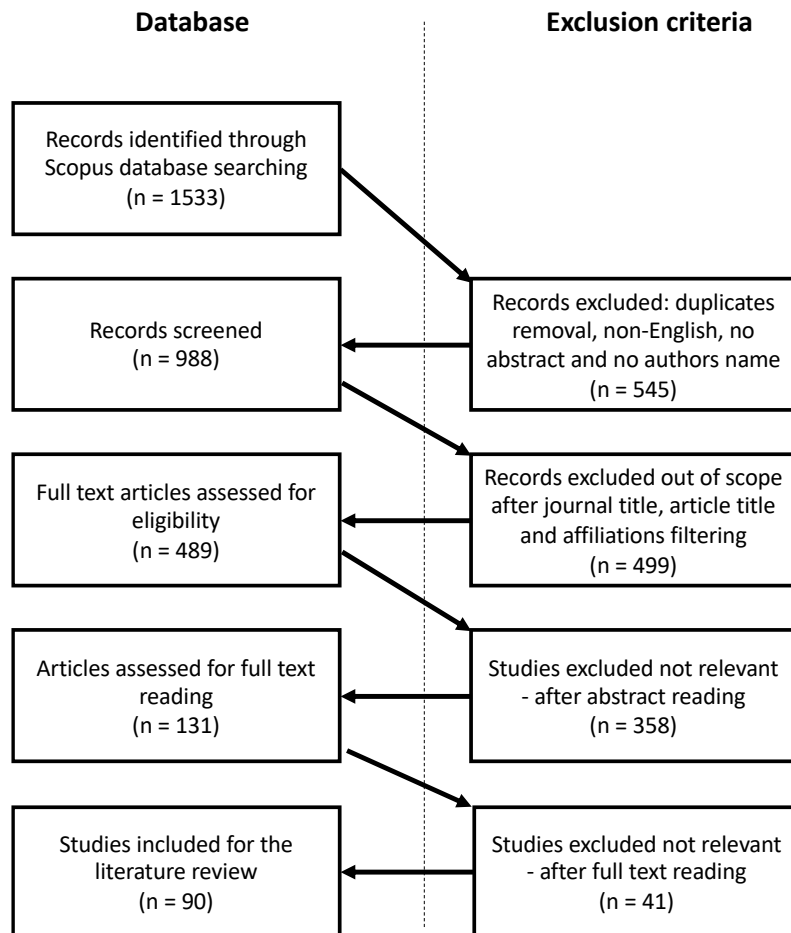 Database
Exclusion criteria
Records identified through
Scopus database searching
(n = 1533)
Records excluded: duplicates
removal, non-English, no
abstract and no authors name
(n = 545)
Records screened
(n = 988)
Records excluded out of scope
after journal title, article title
and affiliations filtering
(n = 499)
Full text articles assessed for
eligibility
(n = 489)
Studies excluded not relevant
- after abstract reading
(n = 358)
Articles assessed for full text
reading
(n = 131)
Studies excluded not relevant
- after full text reading
(n = 41)
Studies included for the
literature review
(n = 90)